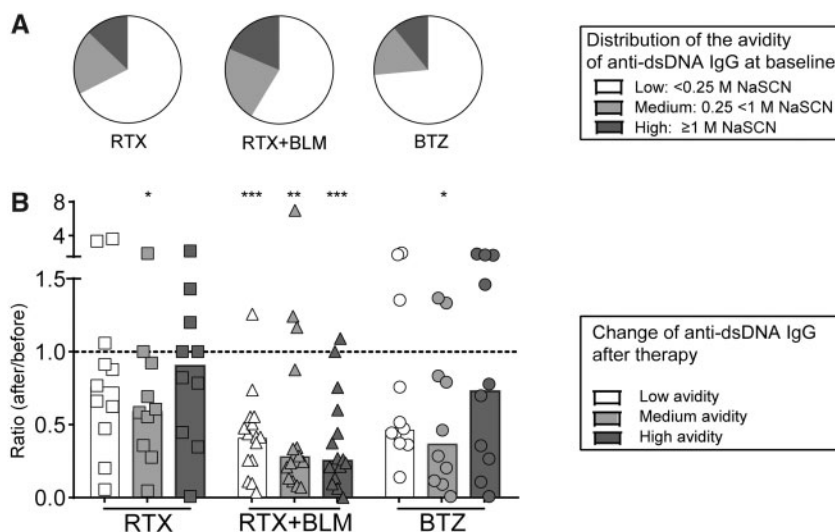 A
RTX
RTX+BLM
BTZ
Distribution of the avidity
of anti-dsDNA IgG at baseline
Low: <0.25 M NaSCN
Medium: 0.25 <1 M NaSCN
High: ≥1 M NaSCN
B
Ratio (after/before)
8
4
1.5
1.0
0.5
0.0
*
***
**
***
*
RTX
RTX+BLM
BTZ
Change of anti-dsDNA IgG
after therapy
Low avidity
Medium avidity
High avidity